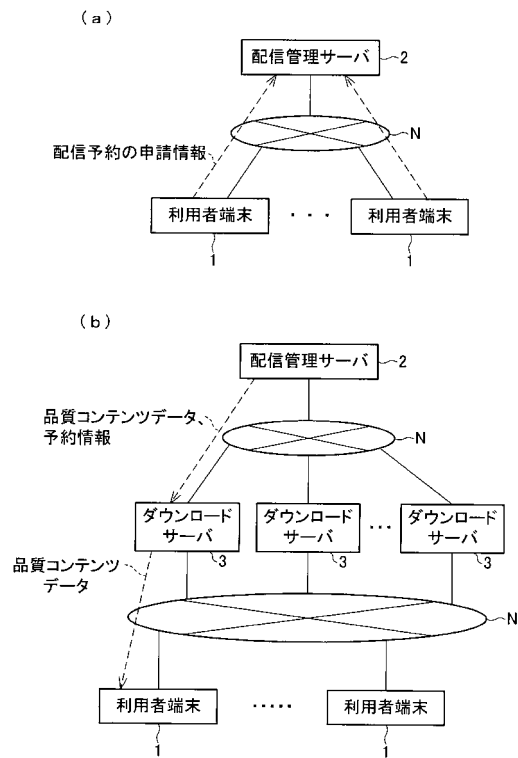 (a)
配信管理サーバ
2
N
配信予約の申請情報
利用者端末
・・・
利用者端末
1
1
(b)
配信管理サーバ
2
品質コンテンツデータ、
予約情報
N
ダウンロード
サーバ
ダウンロード
サーバ
・・・
ダウンロード
サーバ
3
3
3
品質コンテンツ
データ
N
利用者端末
・・・・・
利用者端末
1
1